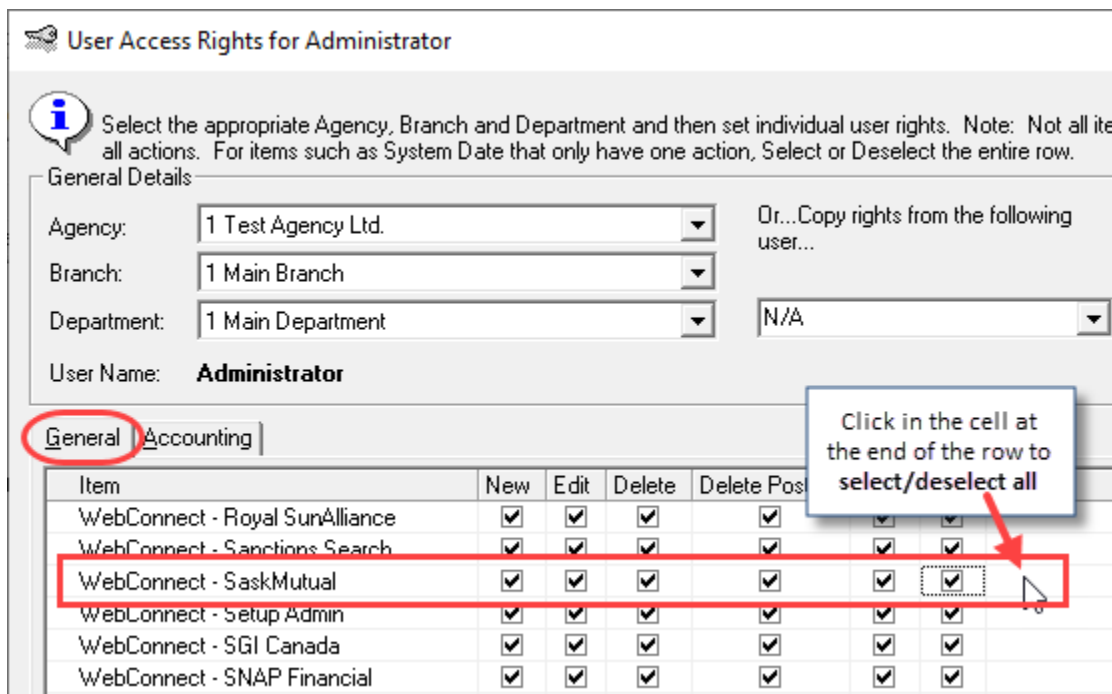 User Access Rights for Administrator
Select the appropriate Agency, Branch and Department and then set individual user rights. Note: Not all ite
all actions. For items such as System Date that only have one action, Select or Deselect the entire row.
General Details
Agency: 1 Test Agency Ltd.
Or...Copy rights from the following
user...
Branch: 1 Main Branch
Department: 1 Main Department N/A
User Name: Administrator
Click in the cell at
the end of the row to
select/deselect all
General Accounting
Item New Edit Delete Delete Post
WebConnect - Royal SunAlliance
WebConnect - Sanctions Search
WebConnect - SaskMutual
WebConnect - Setup Admin
WebConnect - SGI Canada
WebConnect - SNAP Financial